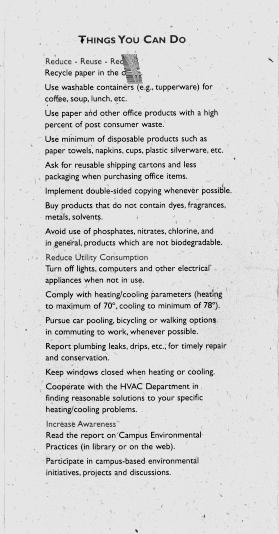 THINGS YOU CAN DO
Reduce - Reuse -
Recycle paper in the
Use washable containers (e.g., tupperware) for
coffee, soup, lunch, etc.
Use paper and other office products with a high
percent of post consumer waste.
Use minimum of disposable products such as
paper towels, napkins, cups, plastic silverware, etc.
Ask for reusable shipping cartons and less
packaging when purchasing office items.
Implement double-sided copying whenever possible.
Buy products that do not contain dyes, fragrances,
metals, solvents.
Avoid use of phosphates, nitrates, chlorine, and
in general, products which are not biodegradable.
Reduce Utility Consumption
Turn off lights, computers and other electrical
appliances when not in use.
Comply with heating/cooling parameters (heating
to maximum of 70°, cooling to minimum of 78°).
Pursue car pooling, bicycling or walking options
in commuting to work, whenever possible.
Report plumbing leaks, drips, etc., for timely repair
and conservation.
Keep windows closed when heating or cooling.
Cooperate with the HVAC Department in
finding reasonable solutions to your specific
heating/cooling problems.
Increase Awareness
Read the report on Campus Environmental
Practices (in library or on the web).
Participate in campus-based environmental
initiatives, projects and discussions.